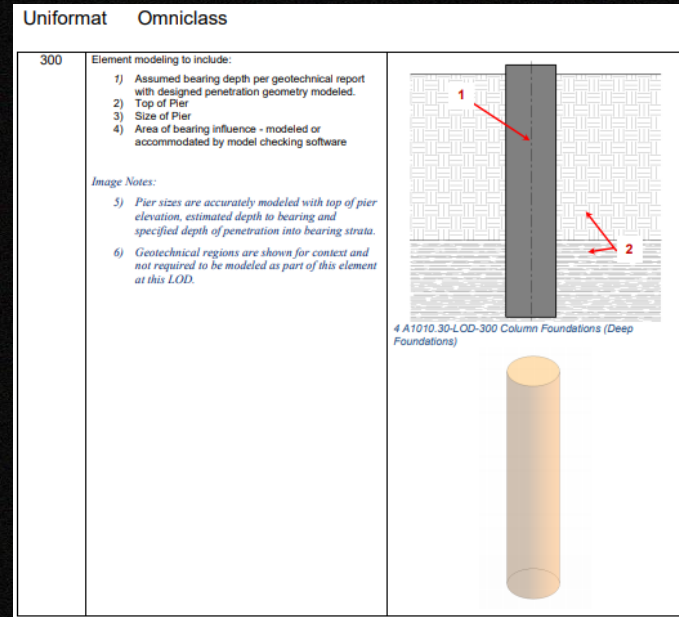 Uniformat Omniclass
300
Element modeling to include:
1) Assumed bearing depth per geotechnical report
with designed penetration geometry modeled.
2) Top of Pier
3) Size of Pier
4) Area of bearing influence - modeled or
accommodated by model checking software
Image Notes:
5) Pier sizes are accurately modeled with top of pier
elevation, estimated depth to bearing and
specified depth of penetration into bearing strata.
6) Geotechnical regions are shown for context and
not required to be modeled as part of this element
at this LOD.
1
2
4 A1010.30-LOD-300 Column Foundations (Deep
Foundations)